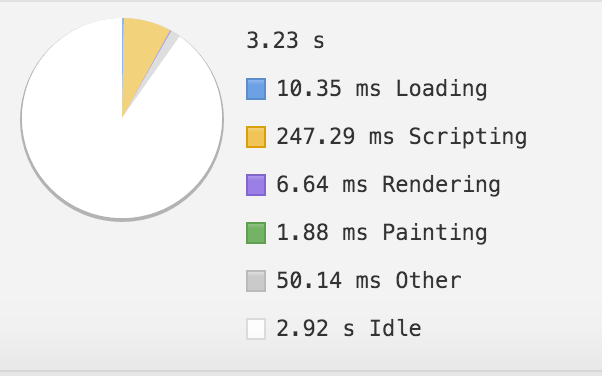 3.23 s
10.35 ms Loading
247.29 ms Scripting
6.64 ms Rendering
1.88 ms Painting
50.14 ms Other
2.92 s Idle